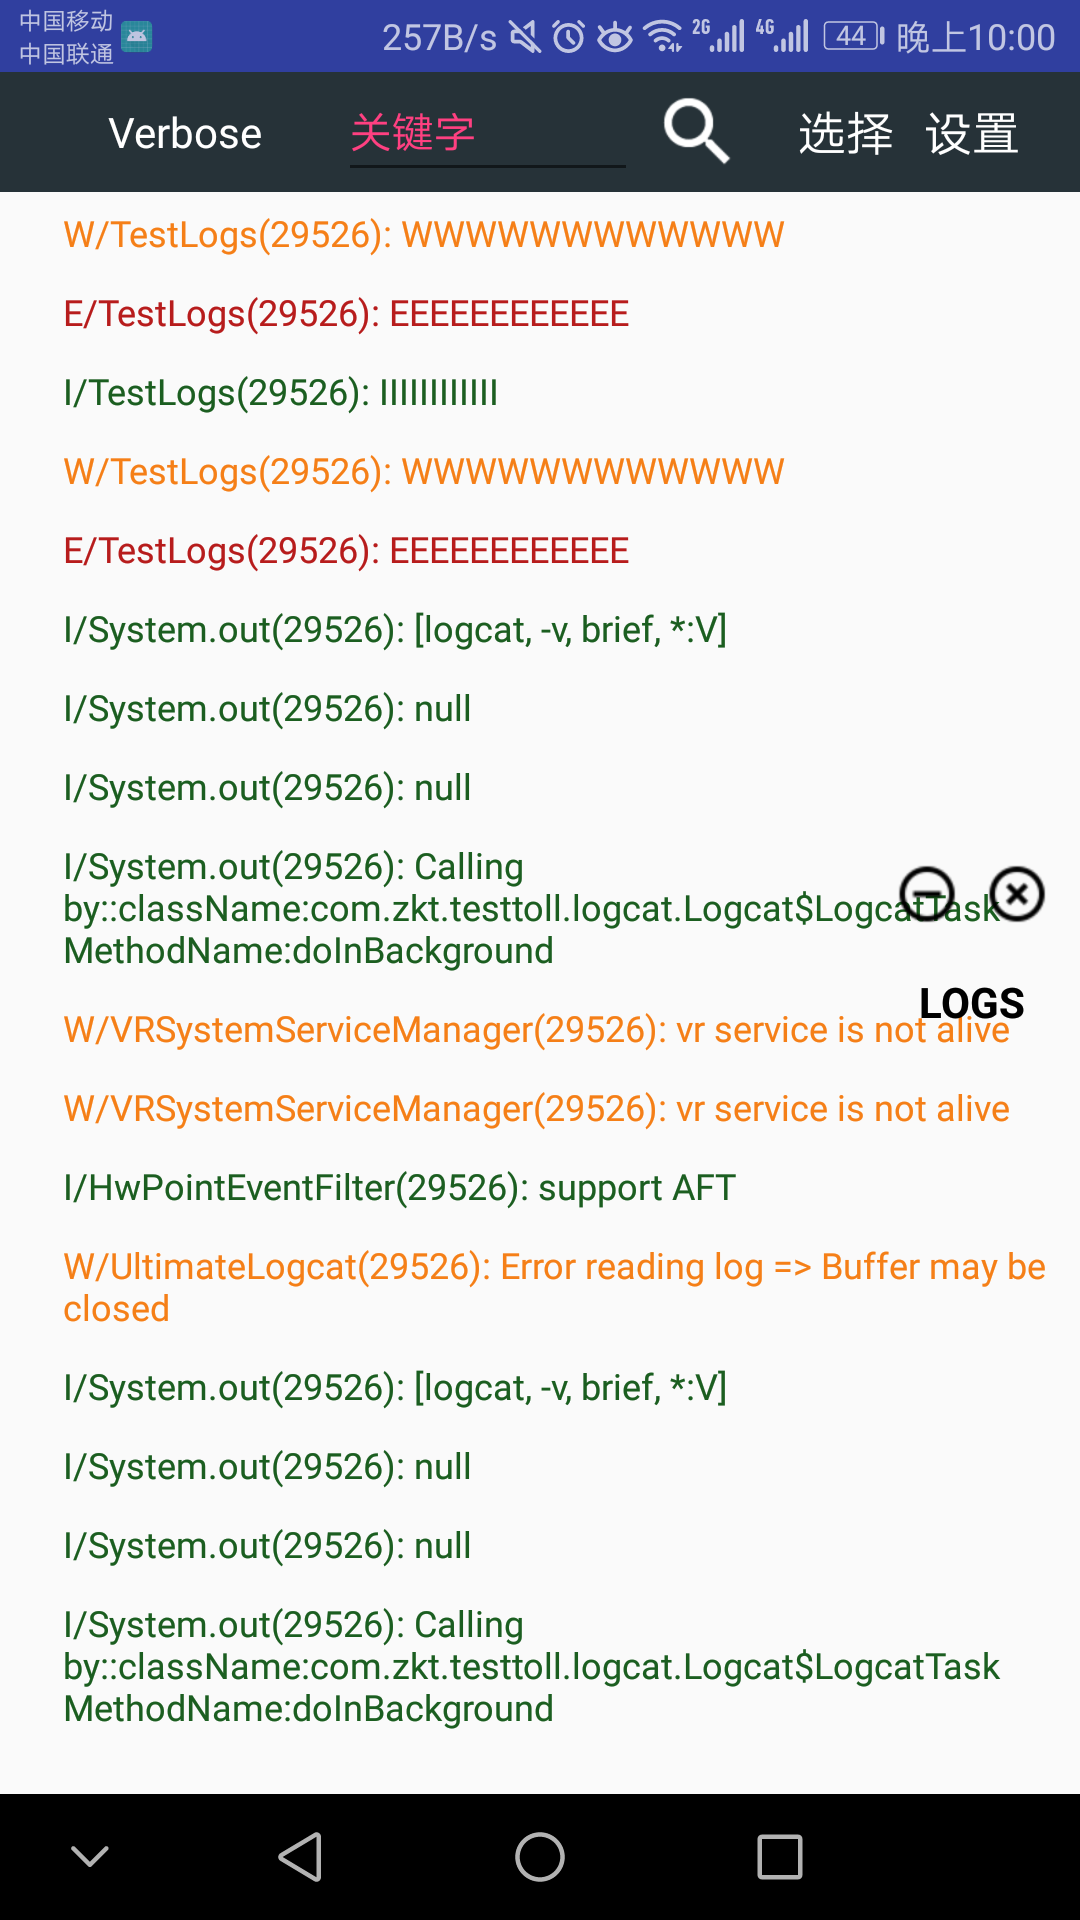 中国移动
中国联通
257B/s 2G 4G 44 晚上10:00
Verbose 关键字 选择 设置
W/TestLogs(29526): WWWWWWWWWWWW
E/TestLogs(29526): EEEEEEEEEEEE
I/TestLogs(29526): IIIIIIIIIIII
W/TestLogs(29526): WWWWWWWWWWWW
E/TestLogs(29526): EEEEEEEEEEEE
I/System.out(29526): [logcat, -v, brief, *:V]
I/System.out(29526): null
I/System.out(29526): null
I/System.out(29526): Calling
by::className:com.zkt.testtoll.logcat.Logcat$LogcatTask
MethodName:doInBackground
LOGS
W/VRSystemServiceManager(29526): vr service is not alive
W/VRSystemServiceManager(29526): vr service is not alive
I/HwPointEventFilter(29526): support AFT
W/UltimateLogcat(29526): Error reading log => Buffer may be
closed
I/System.out(29526): [logcat, -v, brief, *:V]
I/System.out(29526): null
I/System.out(29526): null
I/System.out(29526): Calling
by::className:com.zkt.testtoll.logcat.Logcat$LogcatTask
MethodName:doInBackground